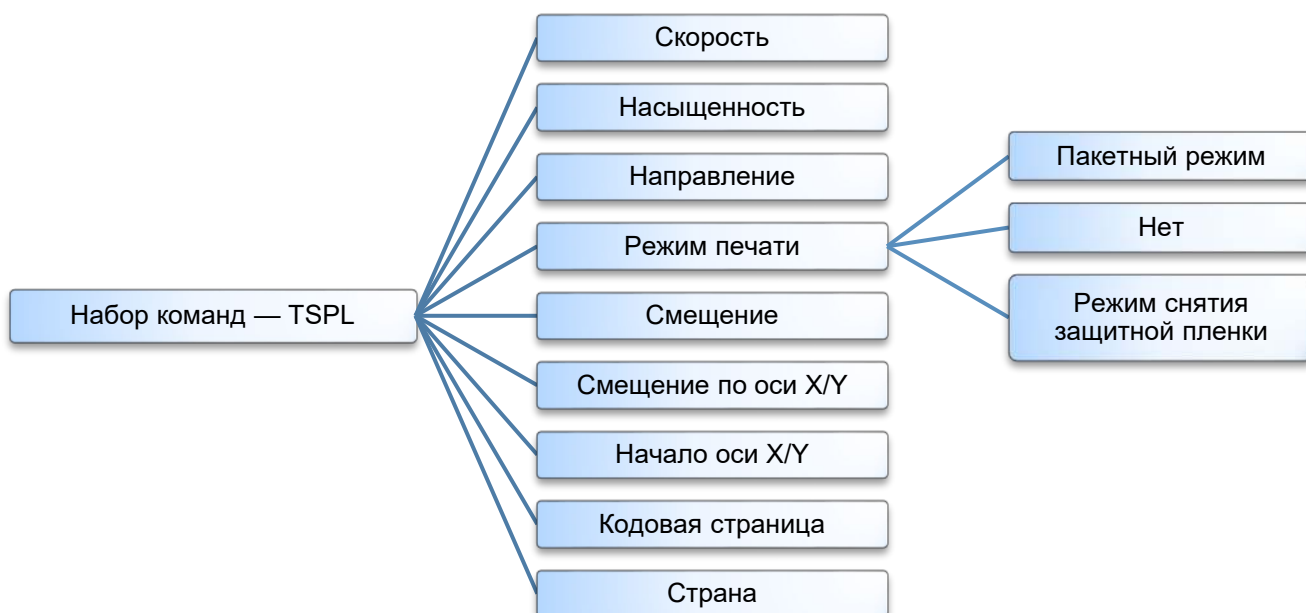 Набор команд — TSPL
Скорость
Насыщенность
Направление
Режим печати
Смещение
Смещение по оси X/Y
Начало оси X/Y
Кодовая страница
Страна
Пакетный режим
Нет
Режим снятия
защитной пленки